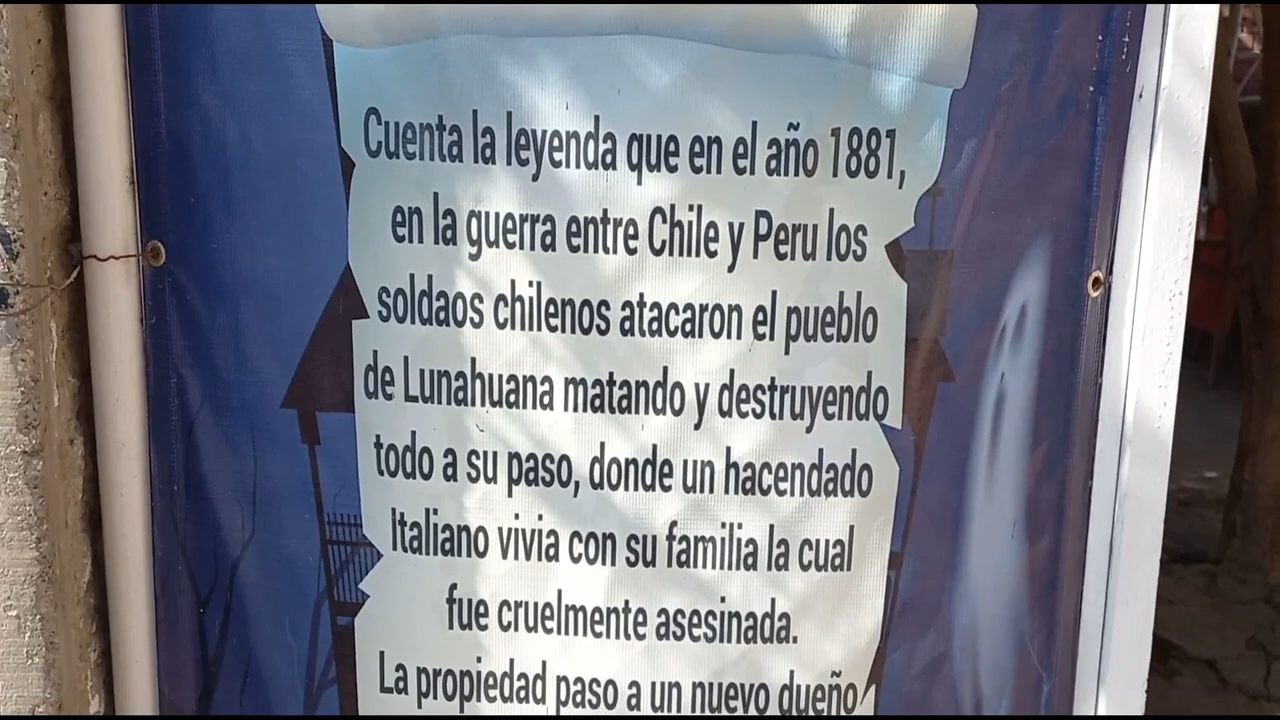 Cuenta la leyenda que en el año 1881,
en la guerra entre Chile y Peru los
soldaos chilenos atacaron el pueblo
de Lunahuana matando y destruyendo
todo a su paso, donde un hacendado
Italiano vivia con su familia la cual
fue cruelmente asesinada.
La propiedad paso a un nuevo dueño